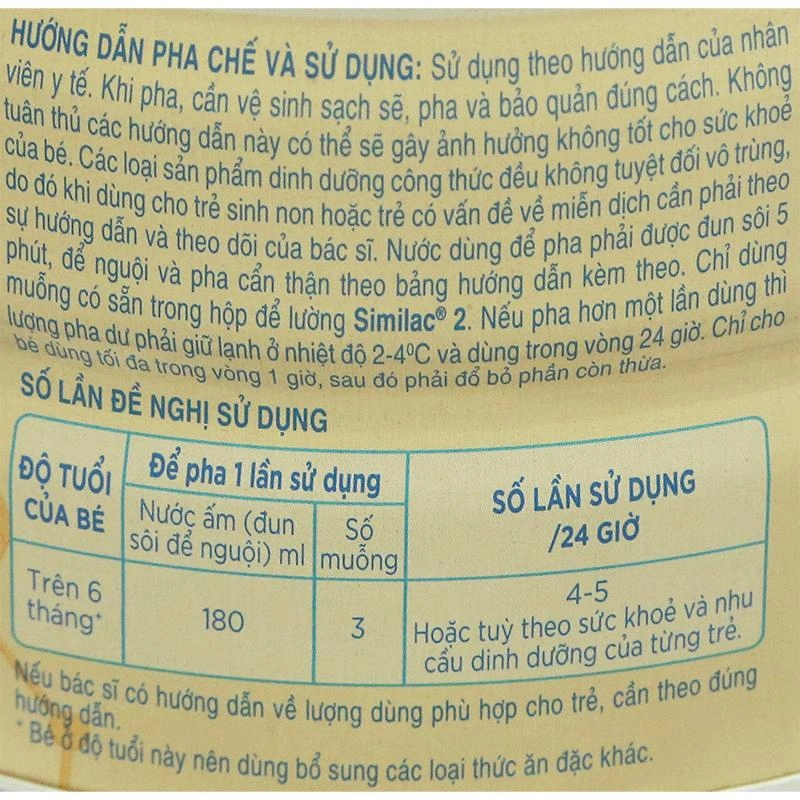 HƯỚNG DẪN PHA CHẾ VÀ SỬ DỤNG: Sử dụng theo hướng dẫn của nhân
viên y tế. Khi pha, cần vệ sinh sạch sẽ, pha và bảo quản đúng cách. Không
tuân thủ các hướng dẫn này có thể sẽ gây ảnh hưởng không tốt cho sức khoẻ
của bé. Các loại sản phẩm dinh dưỡng công thức đều không tuyệt đối vô trùng,
do đó khi dùng cho trẻ sinh non hoặc trẻ có vấn đề về miễn dịch cần phải theo
sự hướng dẫn và theo dõi của bác sĩ. Nước dùng để pha phải được đun sôi 5
phút, để nguội và pha cẩn thận theo bảng hướng dẫn kèm theo. Chỉ dùng
muỗng có sẵn trong hộp để lường Similac® 2. Nếu pha hơn một lần dùng thì
lượng pha dư phải giữ lạnh ở nhiệt độ 2-4⁰C và dùng trong vòng 24 giờ. Chỉ cho
bé dùng tối đa trong vòng 1 giờ, sau đó phải đổ bỏ phần còn thừa.
SỐ LẦN ĐỀ NGHỊ SỬ DỤNG
ĐỘ TUỔI
CỦA BÉ
Để pha 1 lần sử dụng
Nước ấm (đun
sôi để nguội) ml
Số
muỗng
SỐ LẦN SỬ DỤNG
/24 GIỜ
Trên 6
tháng⁺
180
3
4-5
Hoặc tuỳ theo sức khoẻ và nhu
cầu dinh dưỡng của từng trẻ.
Nếu bác sĩ có hướng dẫn về lượng dùng phù hợp cho trẻ, cần theo đúng
hướng dẫn.
⁺ Bé ở độ tuổi này nên dùng bổ sung các loại thức ăn đặc khác.